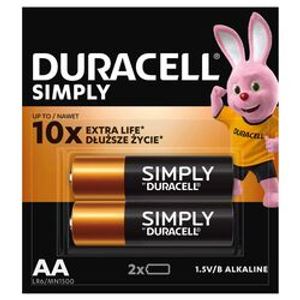 DURACELL
SIMPLY
UP TO / NAWET
10x EXTRA LIFE*
DŁUŻSZE ŻYCIE*
SIMPLY
DURACELL
SIMPLY
DURACELL
AA
LR6/MN1500
2x
1.5V/B ALKALINE